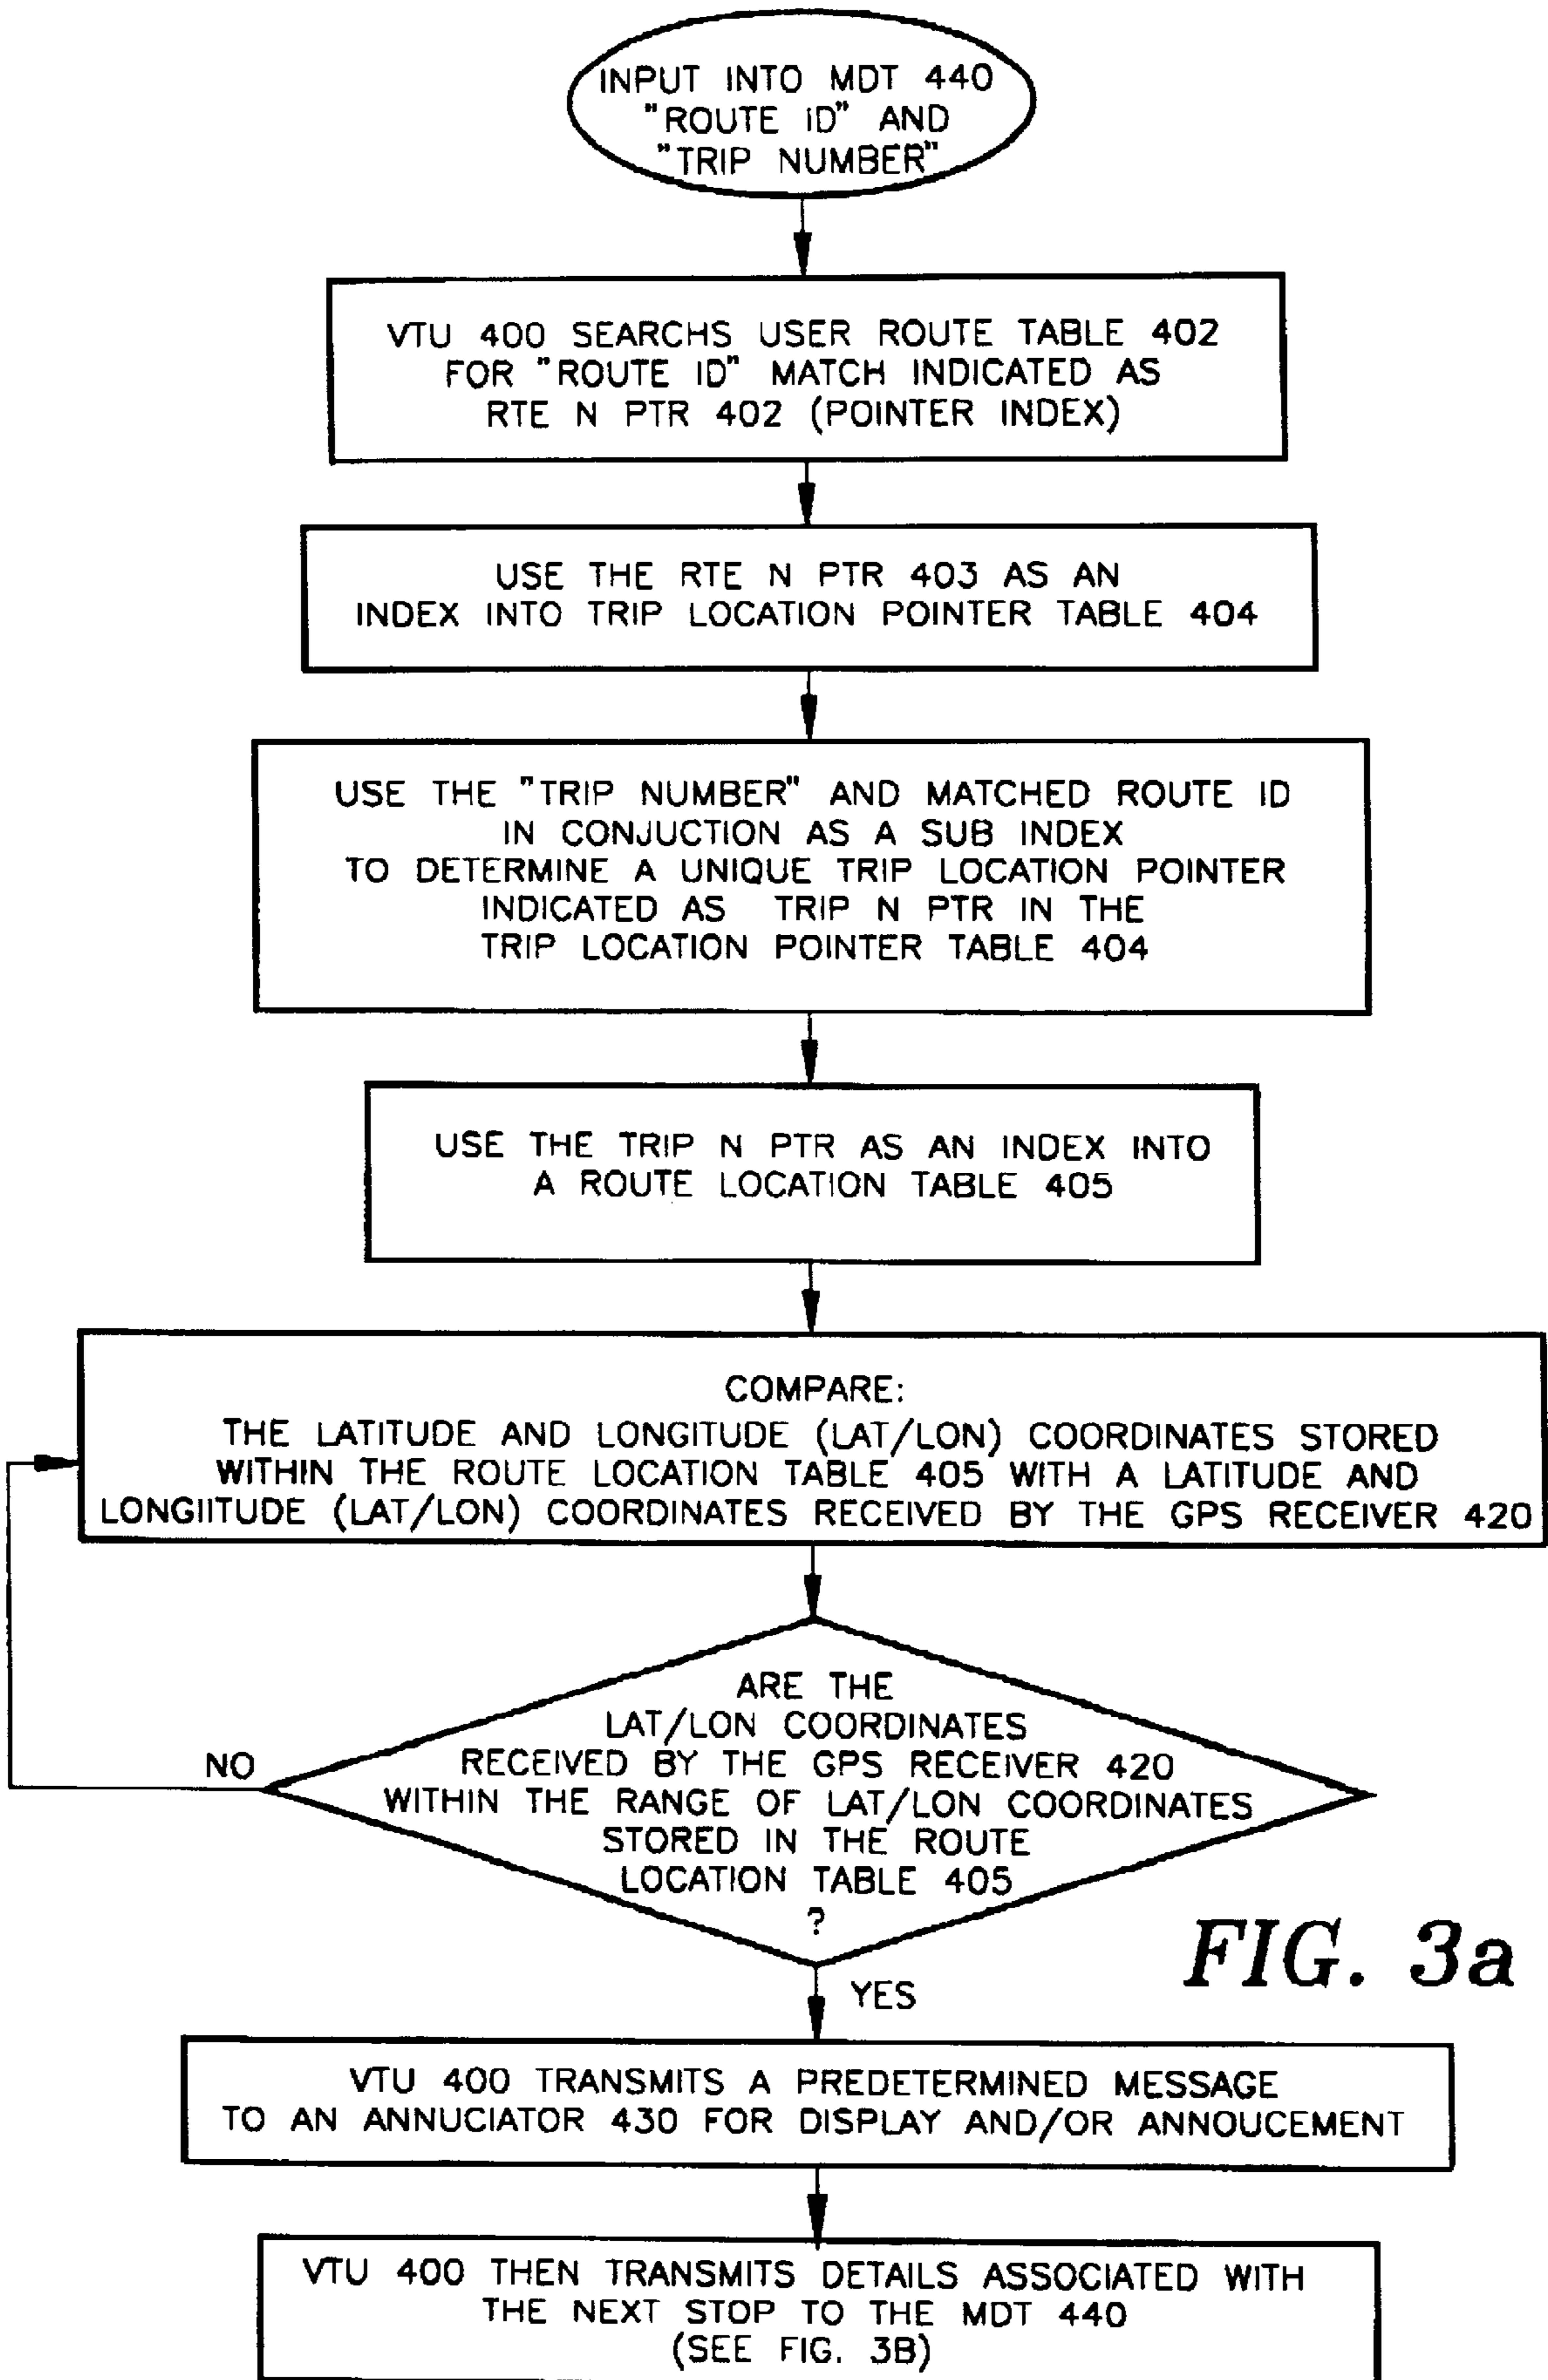 INPUT INTO MDT 440
"ROUTE ID" AND
"TRIP NUMBER"
VTU 400 SEARCHS USER ROUTE TABLE 402
FOR "ROUTE ID" MATCH INDICATED AS
RTE N PTR 402 (POINTER INDEX)
USE THE RTE N PTR 403 AS AN
INDEX INTO TRIP LOCATION POINTER TABLE 404
USE THE "TRIP NUMBER" AND MATCHED ROUTE ID
IN CONJUCTION AS A SUB INDEX
TO DETERMINE A UNIQUE TRIP LOCATION POINTER
INDICATED AS TRIP N PTR IN THE
TRIP LOCATION POINTER TABLE 404
USE THE TRIP N PTR AS AN INDEX INTO
A ROUTE LOCATION TABLE 405
COMPARE:
THE LATITUDE AND LONGITUDE (LAT/LON) COORDINATES STORED
WITHIN THE ROUTE LOCATION TABLE 405 WITH A LATITUDE AND
LONGIITUDE (LAT/LON) COORDINATES RECEIVED BY THE GPS RECEIVER 420
ARE THE
LAT/LON COORDINATES
RECEIVED BY THE GPS RECEIVER 420
WITHIN THE RANGE OF LAT/LON COORDINATES
STORED IN THE ROUTE
LOCATION TABLE 405
?
NO
YES
FIG. 3a
VTU 400 TRANSMITS A PREDETERMINED MESSAGE
TO AN ANNUCIATOR 430 FOR DISPLAY AND/OR ANNOUCEMENT
VTU 400 THEN TRANSMITS DETAILS ASSOCIATED WITH
THE NEXT STOP TO THE MDT 440
(SEE FIG. 3B)